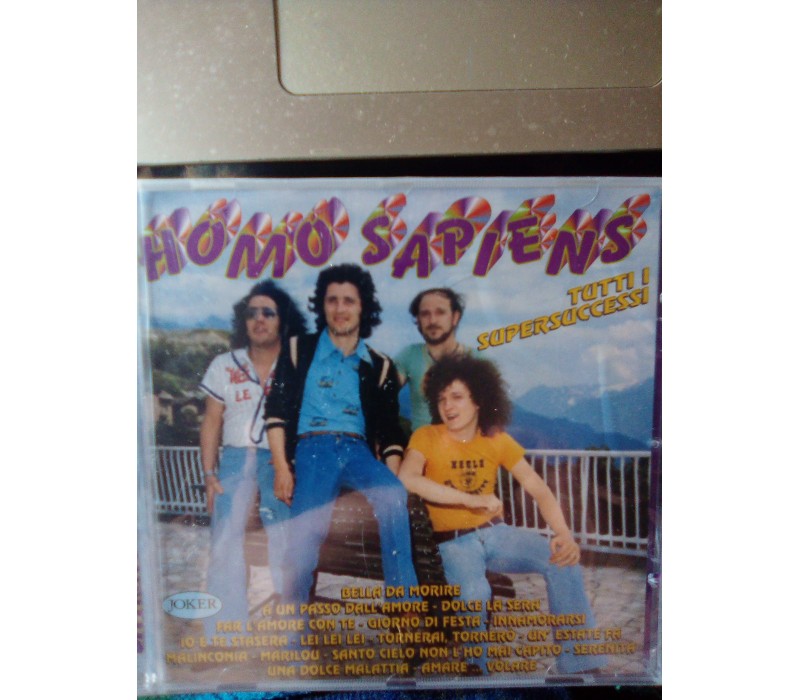 HOMO SAPIENS
TUTTI I
SUPERSUCCESSI
LE
JOKER
BELLA DA MORIRE
A UN PASSO DALL'AMORE - DOLCE LA SERA
FAR L'AMORE CON TE - GIORNO DI FESTA - INNAMORARSI
IO E TE STASERA - LEI LEI LEI - TORNERAI, TORNERO - UN' ESTATE FA
MALINCONIA - MARILOU - SANTO CIELO NON L'HO MAI CAPITO - SERENITA'
UNA DOLCE MALATTIA - AMARE... VOLARE...